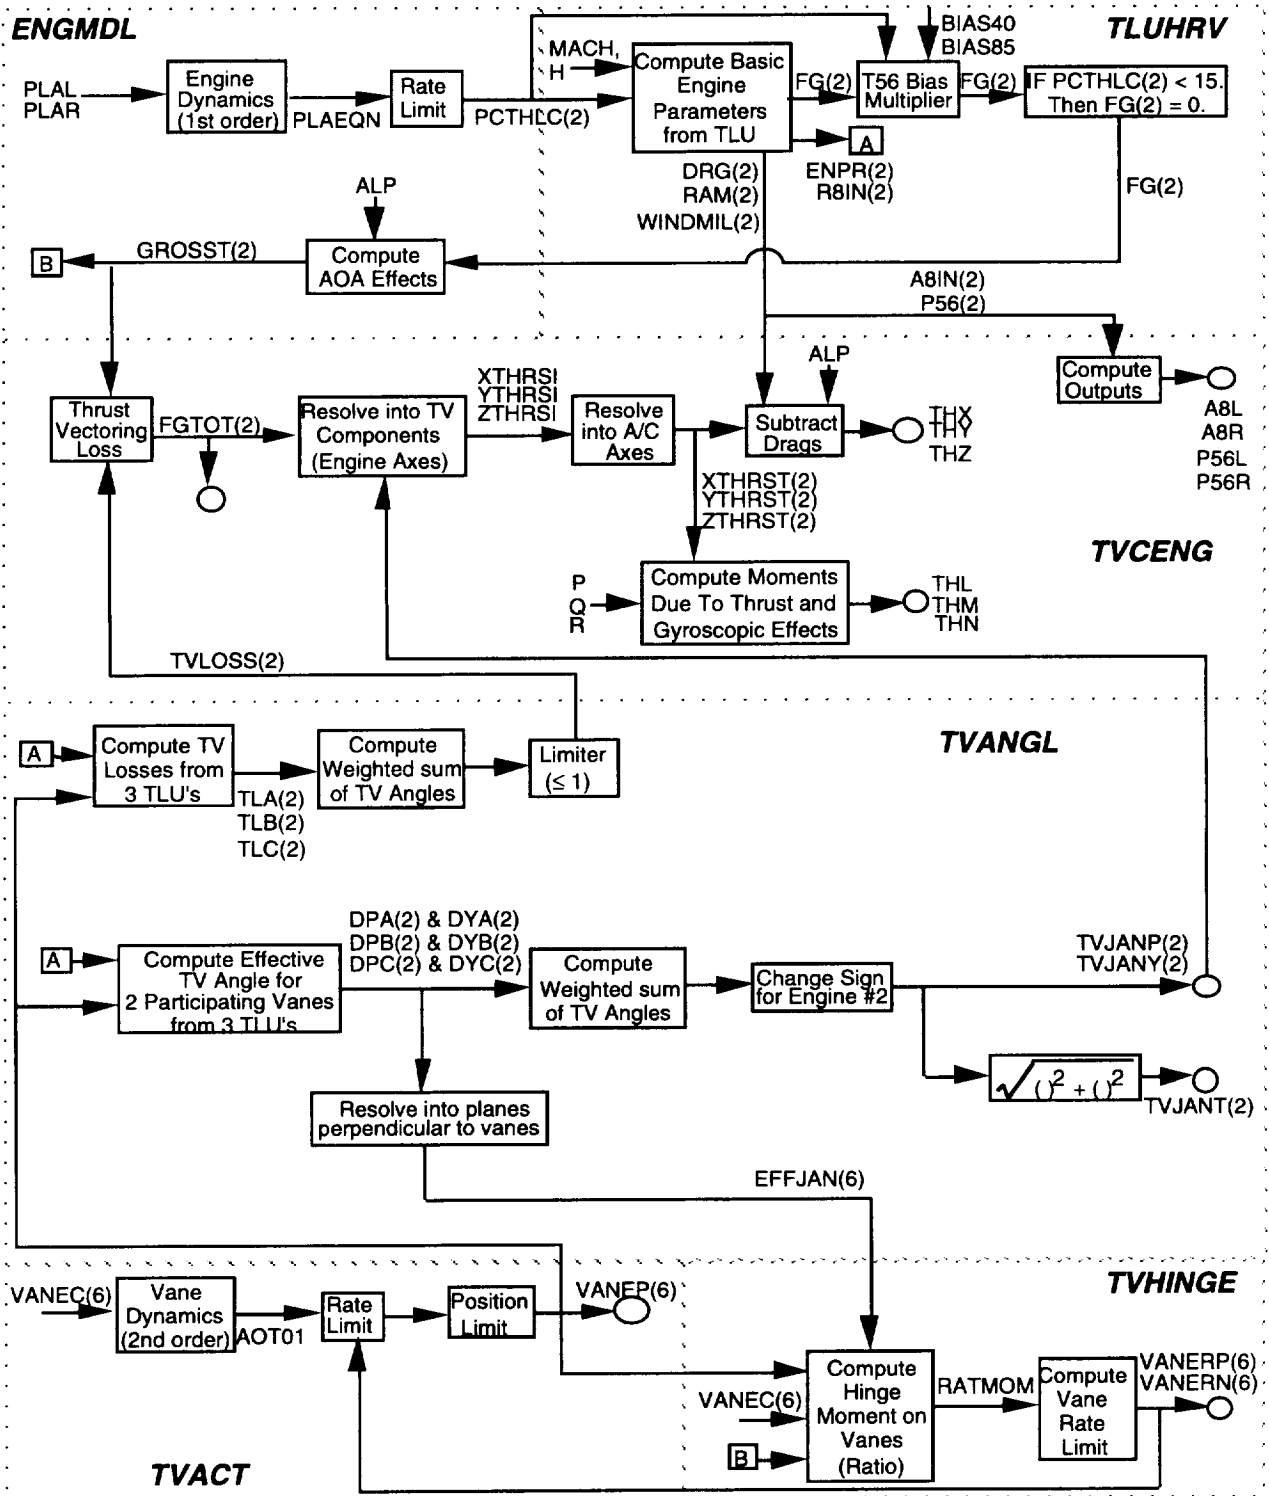 ENGMDL
TLUHRV
BIAS40
BIAS85
MACH,
H
PLAL
PLAR
Engine
Dynamics
(1st order)
PLAEQN
Rate
Limit
PCTHLC(2)
Compute Basic
Engine
Parameters
from TLU
FG(2)
T56 Bias
Multiplier
FG(2)
IF PCTHLC(2) < 15.
Then FG(2) = 0.
A
ENPR(2)
R8IN(2)
DRG(2)
RAM(2)
WINDMIL(2)
FG(2)
ALP
B
GROSST(2)
Compute
AOA Effects
A8IN(2)
P56(2)
Thrust
Vectoring
Loss
FGTOT(2)
Resolve into TV
Components
(Engine Axes)
XTHRSI
YTHRSI
ZTHRSI
Resolve
into A/C
Axes
ALP
Subtract
Drags
THX
THY
THZ
Compute
Outputs
A8L
A8R
P56L
P56R
XTHRST(2)
YTHRST(2)
ZTHRST(2)
TVCENG
P
Q
R
Compute Moments
Due To Thrust and
Gyroscopic Effects
THL
THM
THN
TVLOSS(2)
TVANGL
A
Compute TV
Losses from
3 TLU's
TLA(2)
TLB(2)
TLC(2)
Compute
Weighted sum
of TV Angles
Limiter
(≤ 1)
A
Compute Effective
TV Angle for
2 Participating Vanes
from 3 TLU's
DPA(2) & DYA(2)
DPB(2) & DYB(2)
DPC(2) & DYC(2)
Compute
Weighted sum
of TV Angles
Change Sign
for Engine #2
TVJANP(2)
TVJANY(2)
√()² + ()²
TVJANT(2)
Resolve into planes
perpendicular to vanes
EFFJAN(6)
TVHINGE
VANEC(6)
Vane
Dynamics
(2nd order)
AOT01
Rate
Limit
Position
Limit
VANEP(6)
VANEC(6)
B
Compute
Hinge
Moment on
Vanes
(Ratio)
RATMOM
Compute
Vane
Rate
Limit
VANERP(6)
VANERN(6)
TVACT